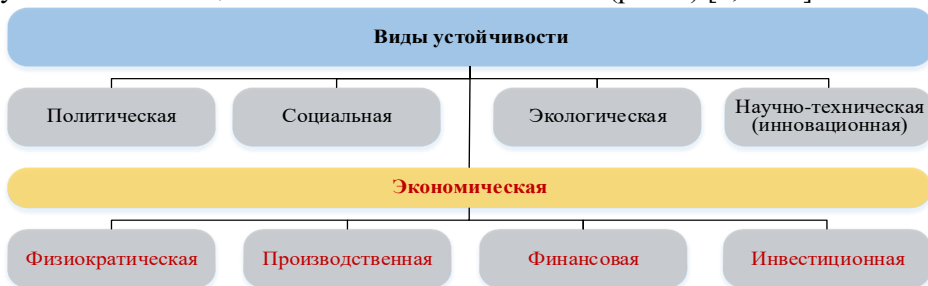 Виды устойчивости
Политическая
Социальная
Экологическая
Научно-техническая
(инновационная)
Экономическая
Физиократическая
Производственная
Финансовая
Инвестиционная